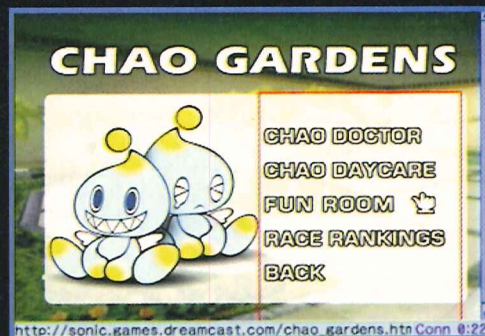 CHAO GARDENS
CHAO DOCTOR
CHAO DAYCARE
FUN ROOM
RACE RANKINGS
BACK
http://sonic.games.dreamcast.com/chao_gardens.htm Conn 0:22